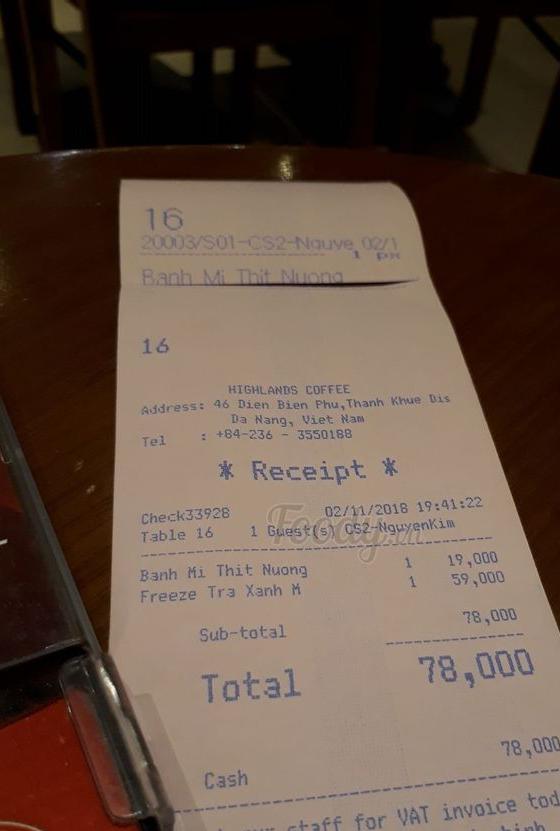 16
20003/S01-CS2-Nguye 02/1
1 px
Banh Mi Thit Nuong
16
HIGHLANDS COFFEE
Address: 46 Dien Bien Phu,Thanh Khue Dis
Da Nang, Viet Nam
Tel : +84-236 - 3550188
* Receipt *
Check33928 02/11/2018 19:41:22
Table 16 1 Guest(s) CS2-NguyenKim
Foody.vn
Banh Mi Thit Nuong 1 19,000
Freeze Tra Xanh M 1 59,000
Sub-total 78,000
Total 78,000
Cash 78,000
staff for VAT invoice tod